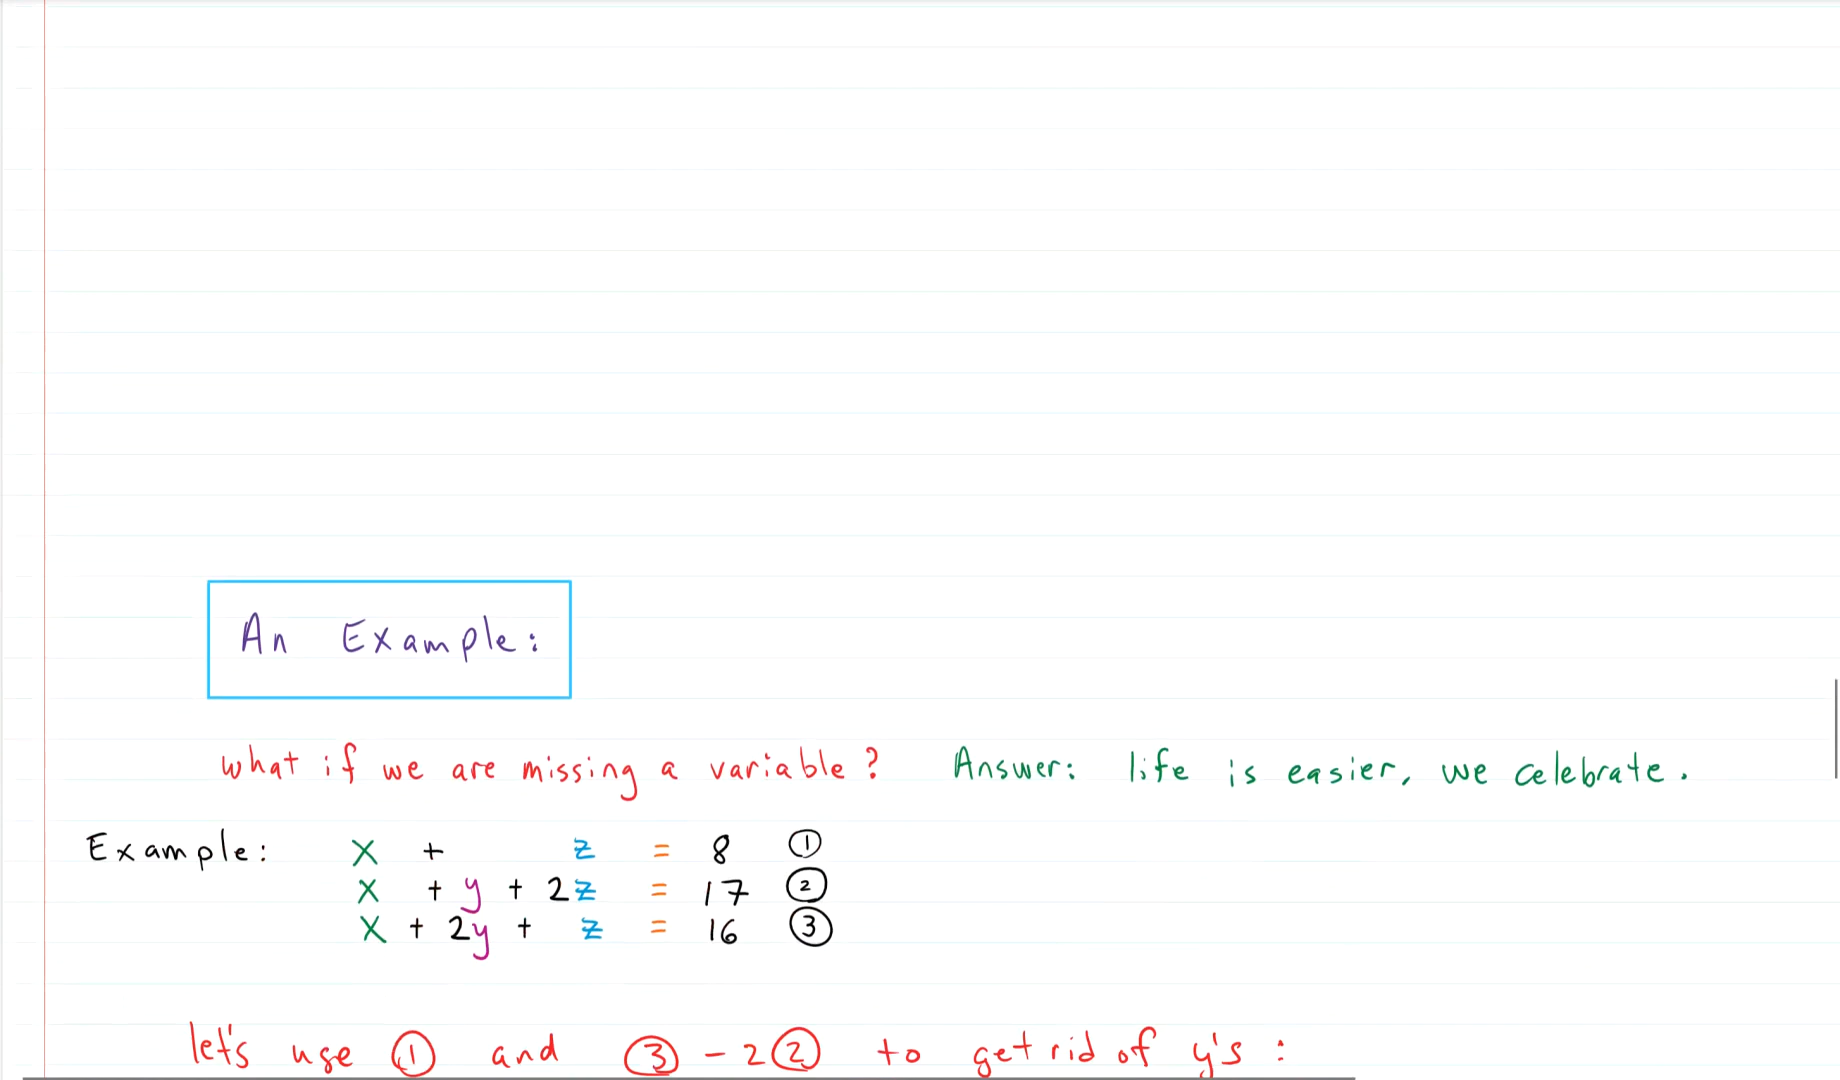 An Example:
what if we are missing a variable? Answer: life is easier, we celebrate.
Example: x + z = 8 ①
x + y + 2z = 17 ②
x + 2y + z = 16 ③
let's use ① and ③ - 2② to get rid of y's :